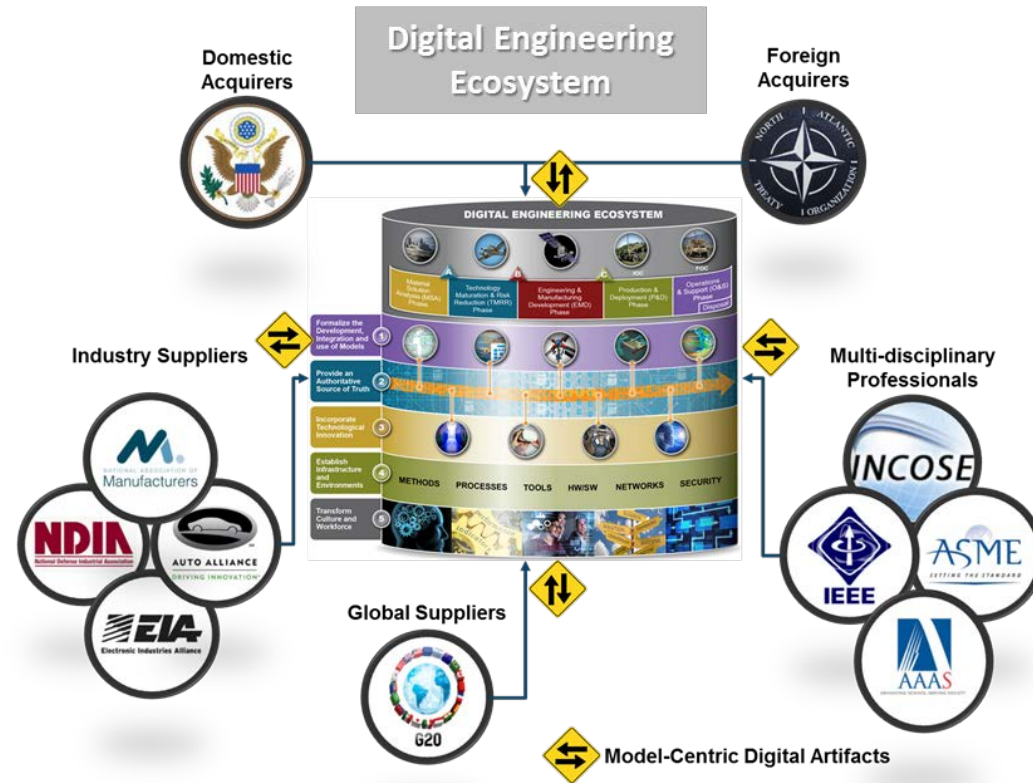 Digital Engineering
Ecosystem
Domestic
Acquirers
Foreign
Acquirers
NORTH ATLANTIC
TREATY ORGANIZATION
DIGITAL ENGINEERING ECOSYSTEM
IOC
FOC
A
B
C
Material
Solution
Analysis (MSA)
Phase
Technology
Maturation & Risk
Reduction (TMRR)
Phase
Engineering &
Manufacturing
Development (EMD)
Phase
Production &
Deployment (P&D)
Phase
Operations
& Support (O&S)
Phase
Disposal
Formalize the
Development,
Integration and
use of Models
1
Provide an
Authoritative
Source of Truth
2
Incorporate
Technological
Innovation
3
Establish
Infrastructure
and
Environments
4
METHODS PROCESSES TOOLS HW/SW NETWORKS SECURITY
Transform
Culture and
Workforce
5
Industry Suppliers
M.
NATIONAL ASSOCIATION OF
Manufacturers
NDIA
National Defense Industrial Association
AUTO ALLIANCE
DRIVING INNOVATION
EIA
Electronic Industries Alliance
Multi-disciplinary
Professionals
INCOSE
IEEE
ASME
SETTING THE STANDARD
AAAS
ADVANCING SCIENCE, SERVING SOCIETY
Global Suppliers
G20
Model-Centric Digital Artifacts